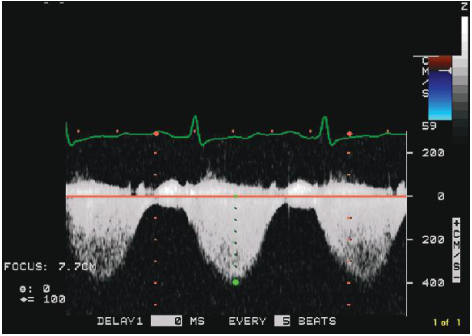 Z
C
M
/
S
59
200
0
200
400
+CM/S-
FOCUS: 7.7CM
⊕: 0
◆= 100
DELAY1 0 MS EVERY 5 BEATS
1 of 1